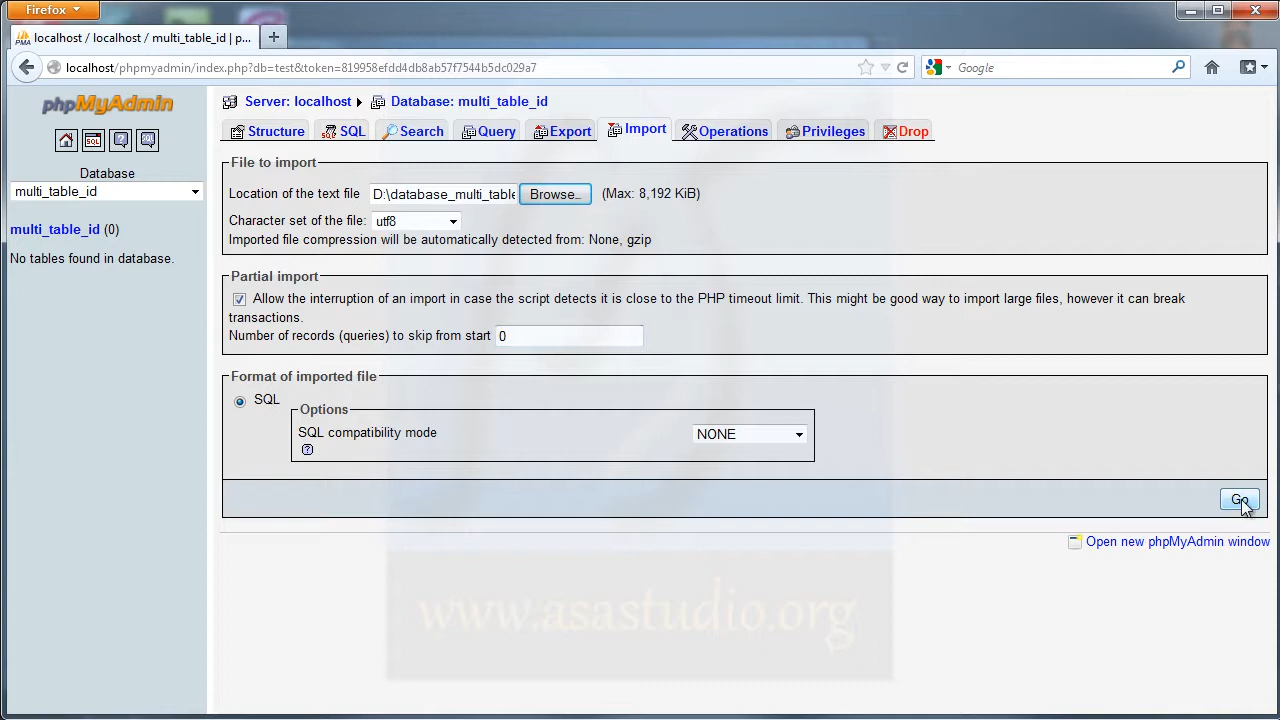 Firefox
localhost / localhost / multi_table_id | p...
localhost/phpmyadmin/index.php?db=test&token=819958efdd4db8ab57f7544b5dc029a7
Google
phpMyAdmin
Server: localhost Database: multi_table_id
Structure SQL Search Query Export Import Operations Privileges Drop
Database
multi_table_id
multi_table_id (0)
No tables found in database.
File to import
Location of the text file D:\database_multi_table Browse... (Max: 8,192 KiB)
Character set of the file: utf8
Imported file compression will be automatically detected from: None, gzip
Partial import
Allow the interruption of an import in case the script detects it is close to the PHP timeout limit. This might be good way to import large files, however it can break
transactions.
Number of records (queries) to skip from start 0
Format of imported file
SQL
Options
SQL compatibility mode NONE
Go
Open new phpMyAdmin window
www.asastudio.org